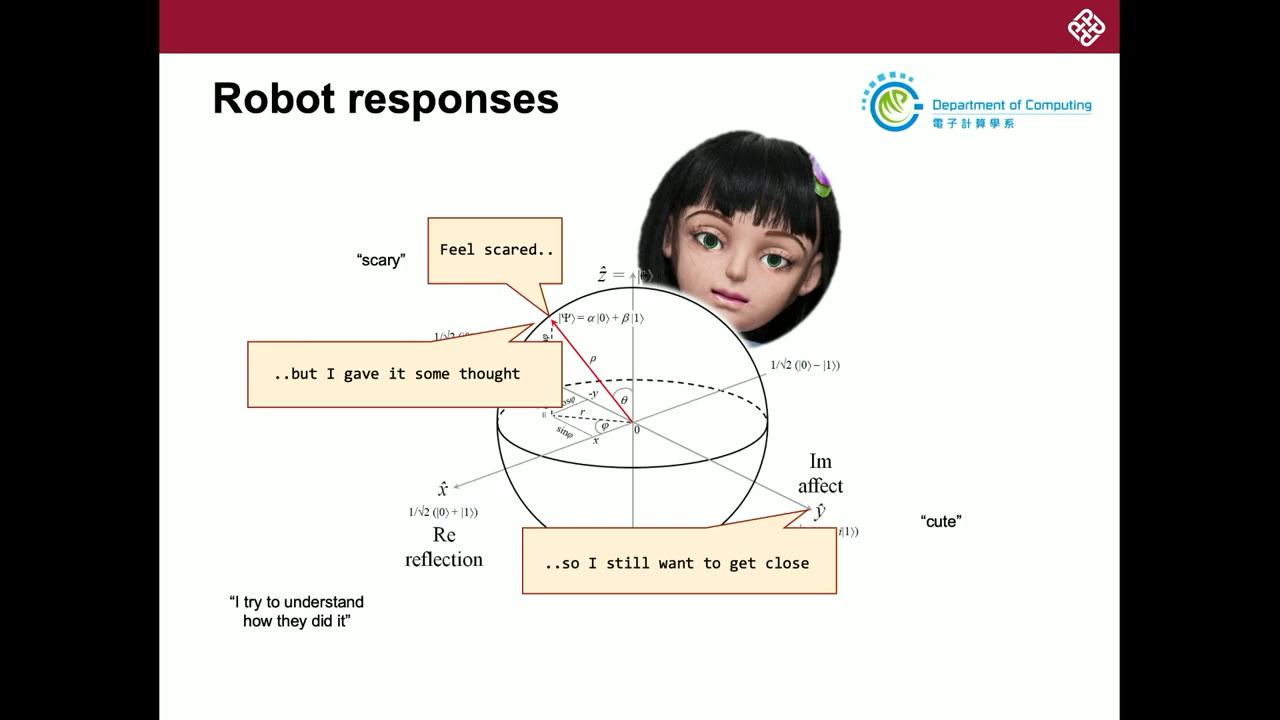 Robot responses
Department of Computing
電子計算學系
“scary”
Feel scared..
ẑ =
|Ψ⟩ = α |0⟩ + β |1⟩
..but I gave it some thought
ρ
1/√2 (|0⟩ − |1⟩)
θ
-y
r
φ
0
sinφ
x
x̂
1/√2 (|0⟩ + |1⟩)
Re
reflection
Im
affect
ŷ
i|1⟩)
“cute”
..so I still want to get close
“I try to understand
how they did it”